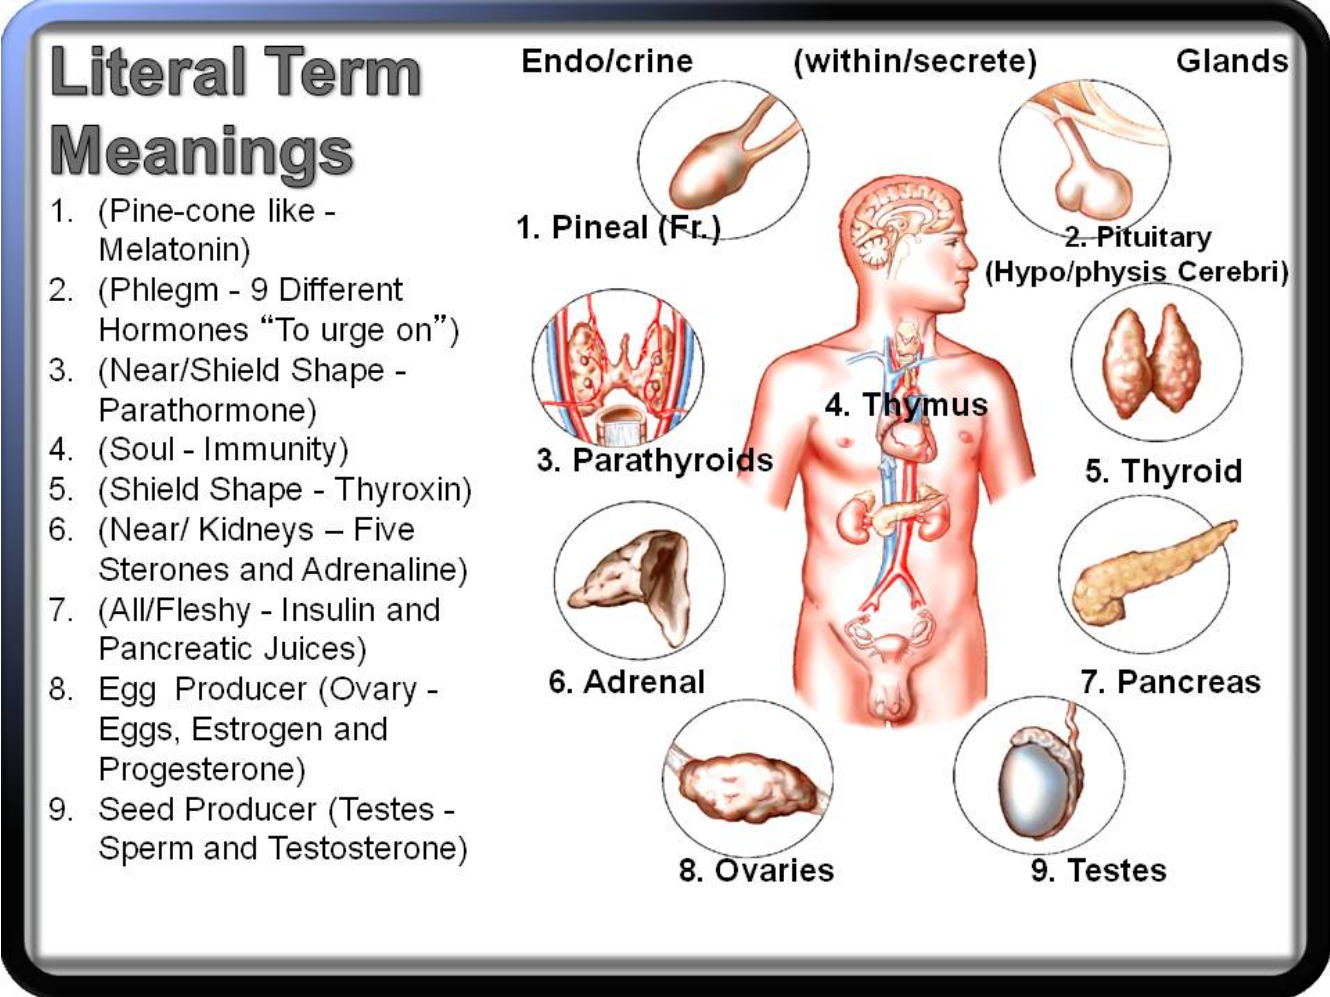 Literal Term
Meanings
1. (Pine-cone like -
Melatonin)
2. (Phlegm - 9 Different
Hormones “To urge on”)
3. (Near/Shield Shape -
Parathormone)
4. (Soul - Immunity)
5. (Shield Shape - Thyroxin)
6. (Near/ Kidneys – Five
Sterones and Adrenaline)
7. (All/Fleshy - Insulin and
Pancreatic Juices)
8. Egg Producer (Ovary -
Eggs, Estrogen and
Progesterone)
9. Seed Producer (Testes -
Sperm and Testosterone)
Endo/crine (within/secrete) Glands
1. Pineal (Fr.)
2. Pituitary
(Hypo/physis Cerebri)
3. Parathyroids
4. Thymus
5. Thyroid
6. Adrenal
7. Pancreas
8. Ovaries
9. Testes